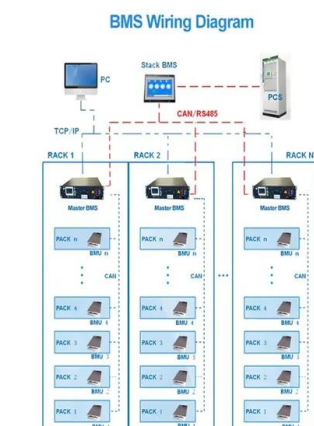 BMS Wiring Diagram
Stack BMS
PC
PCS
CAN/RS485
TCP/IP
RACK 1 RACK 2 RACK N
Master BMS Master BMS Master BMS
PACK n PACK n PACK n
BMU n BMU n BMU n
CAN CAN CAN
PACK 4 PACK 4 PACK 4
BMU 4 BMU 4 BMU 4
PACK 3 PACK 3 PACK 3
BMU 3 BMU 3 BMU 3
PACK 2 PACK 2 PACK 2
BMU 2 BMU 2 BMU 2
PACK 1 PACK 1 PACK 1